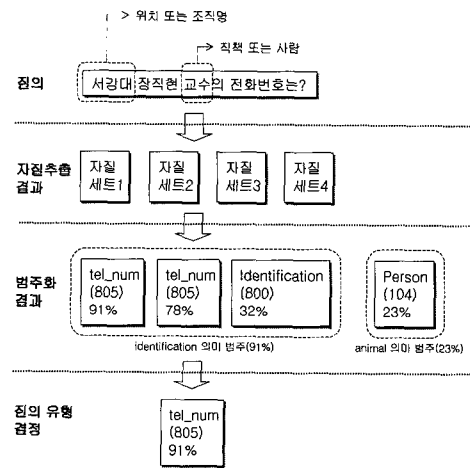 > 위치 또는 조직명
> 직책 또는 사람
질의
서강대 장직현 교수의 전화번호는?
자질추출
결과
자질
세트1
자질
세트2
자질
세트3
자질
세트4
범주화
결과
tel_num
(805)
91%
tel_num
(805)
78%
Identification
(800)
32%
Person
(104)
23%
identification 의미 범주(91%)
animal 의미 범주(23%)
질의 유형
결정
tel_num
(805)
91%